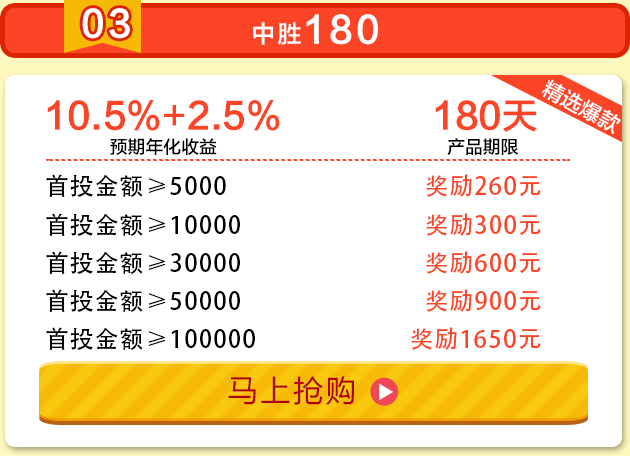 03
中胜180
精选爆款
10.5%+2.5%
180天
预期年化收益
产品期限
首投金额≥5000
奖励260元
首投金额≥10000
奖励300元
首投金额≥30000
奖励600元
首投金额≥50000
奖励900元
首投金额≥100000
奖励1650元
马上抢购